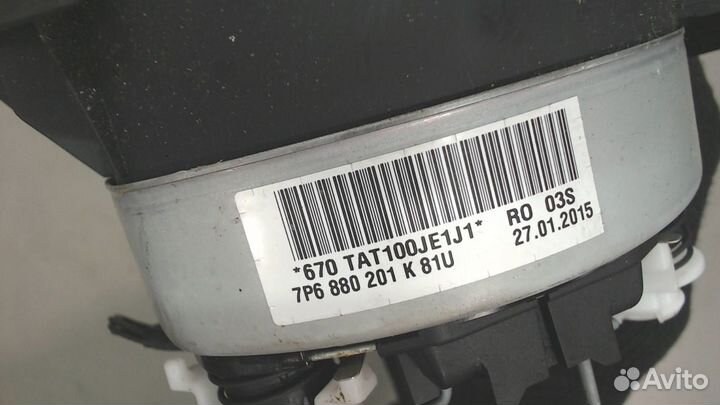 *670 TAT100JE1J1* RO 03S
7P6 880 201 K 81U 27.01.2015
Avito